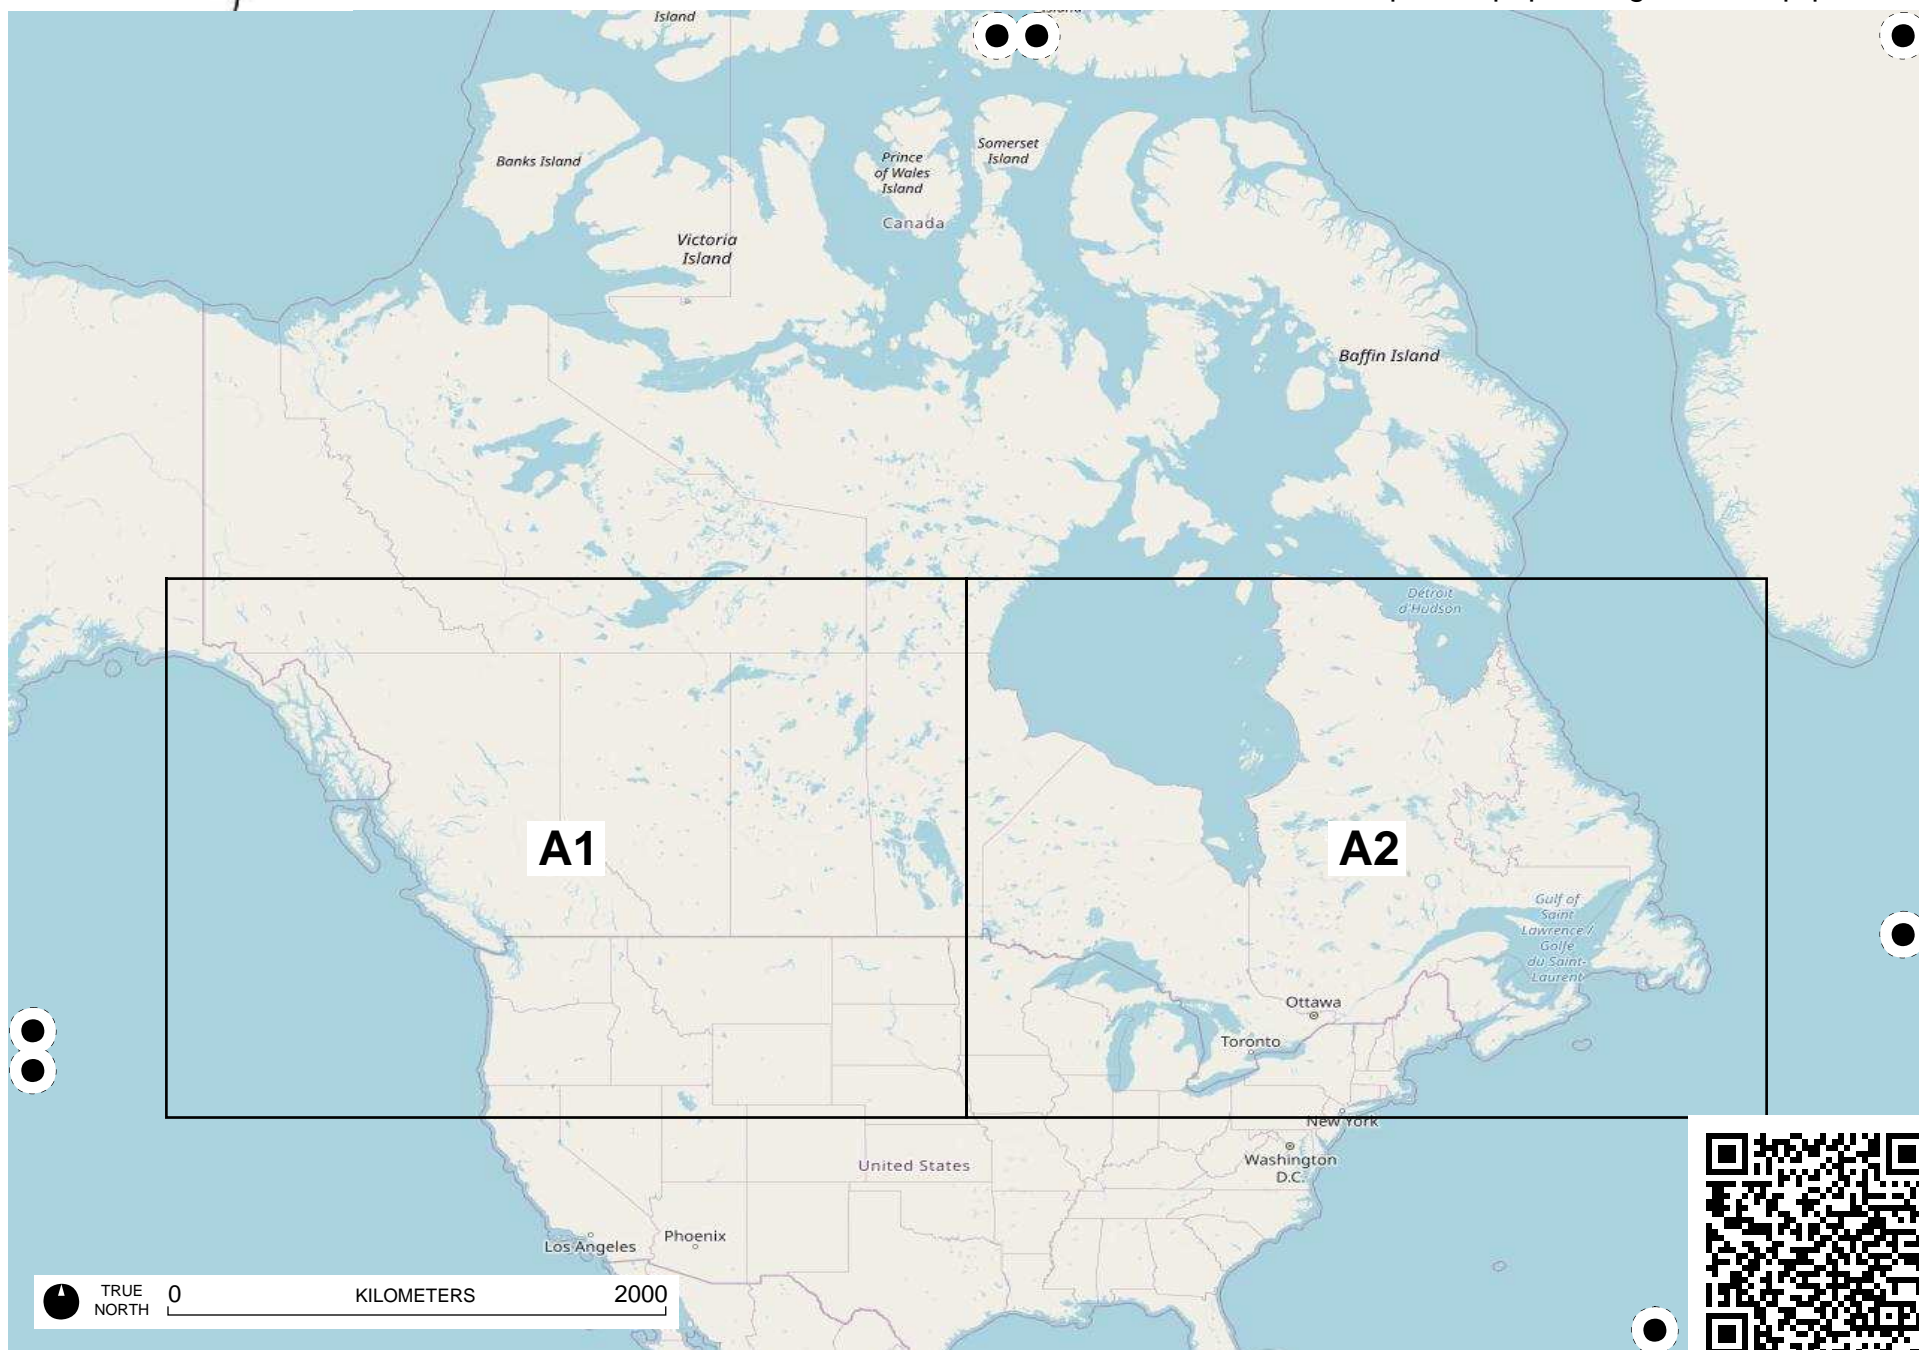 Island
Banks Island
Prince
of Wales
Island
Somerset
Island
Canada
Victoria
Island
Baffin Island
Détroit
d'Hudson
A1
A2
Gulf of
Saint
Lawrence /
Golfe
du Saint-
Laurent
Ottawa
Toronto
New York
Washington
D.C.
United States
Los Angeles
Phoenix
TRUE
NORTH
0
KILOMETERS
2000